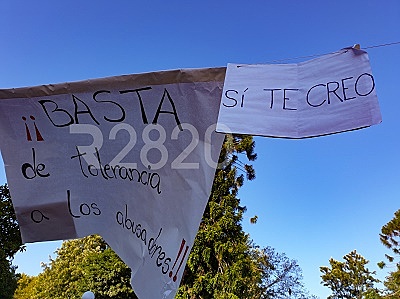 ¡¡BASTA
de tolerancia
a los abusadores!!
SÍ TE CREO
R2820